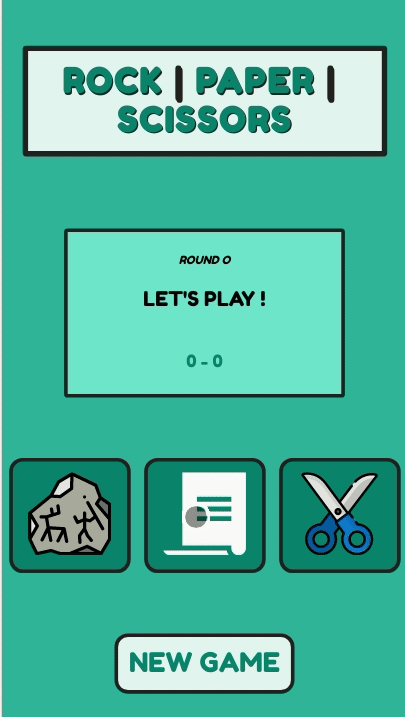 ROCK | PAPER |
SCISSORS
ROUND 0
LET'S PLAY !
0 - 0
NEW GAME